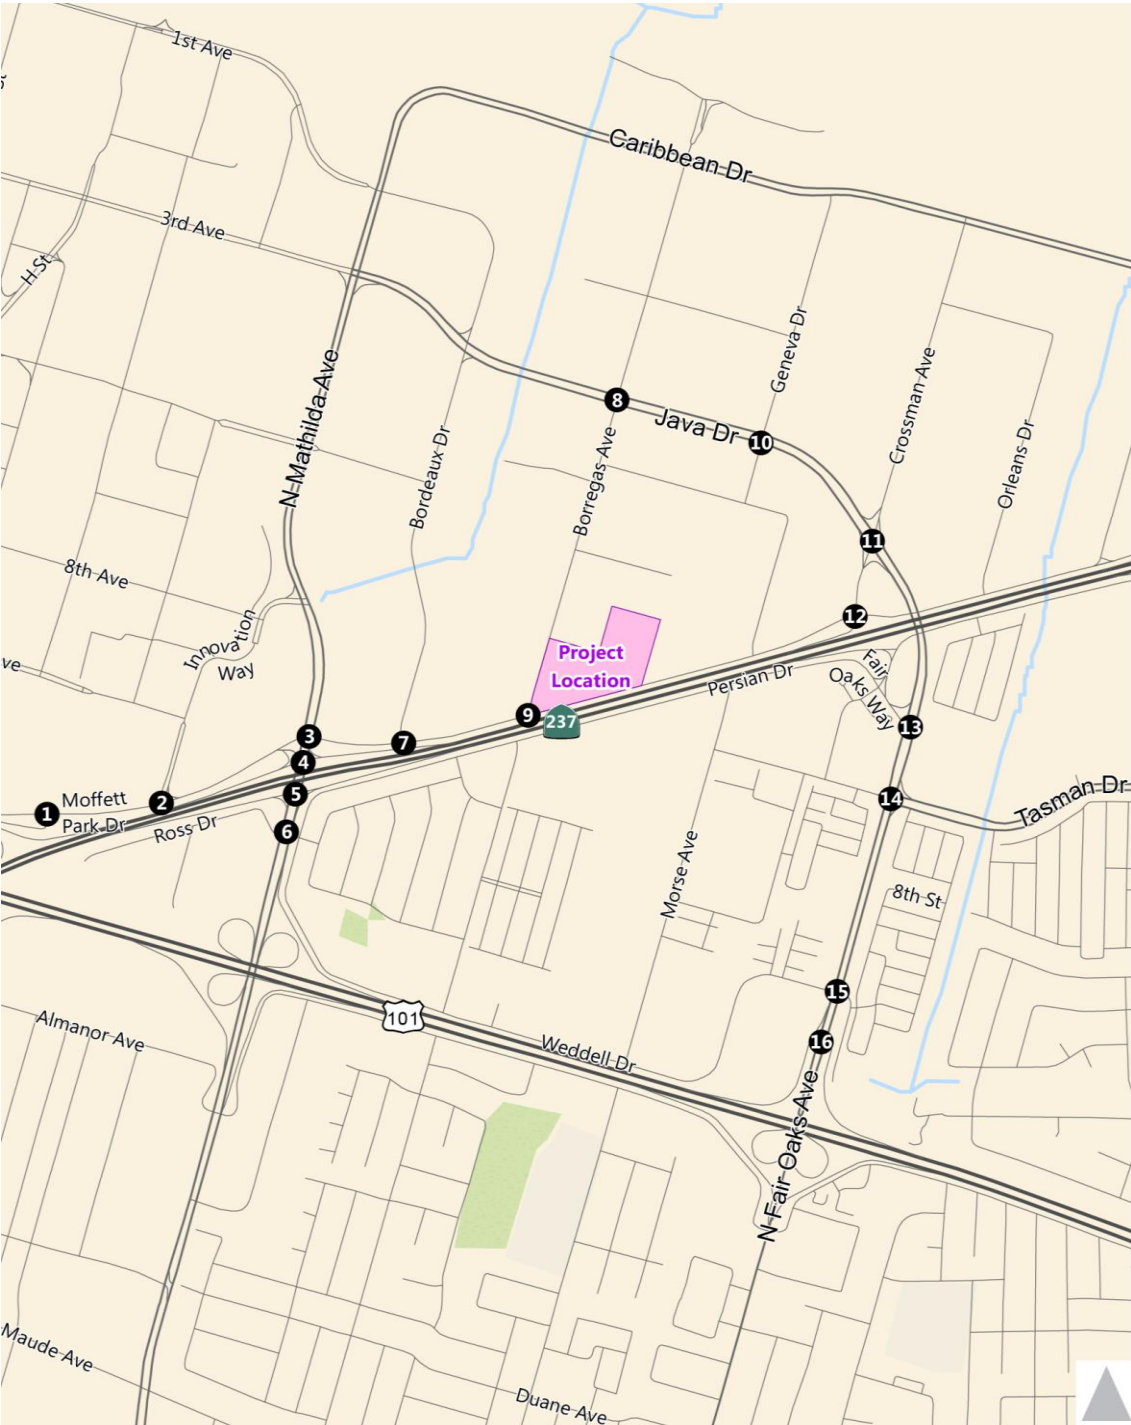 1st Ave
Caribbean Dr
3rd Ave
H St
N Mathilda Ave
Geneva Dr
Crossman Ave
8
Java Dr
10
Bordeaux Dr
Borregas Ave
Orleans Dr
11
8th Ave
12
Innovation
Way
ve
Project
Location
Fair
Oaks Way
Persian Dr
9
237
13
3
7
4
5
1
Moffett
Park Dr
2
Ross Dr
6
14
Tasman Dr
Morse Ave
8th St
15
101
Almanor Ave
Weddell Dr
16
N Fair Oaks Ave
Maude Ave
Duane Ave